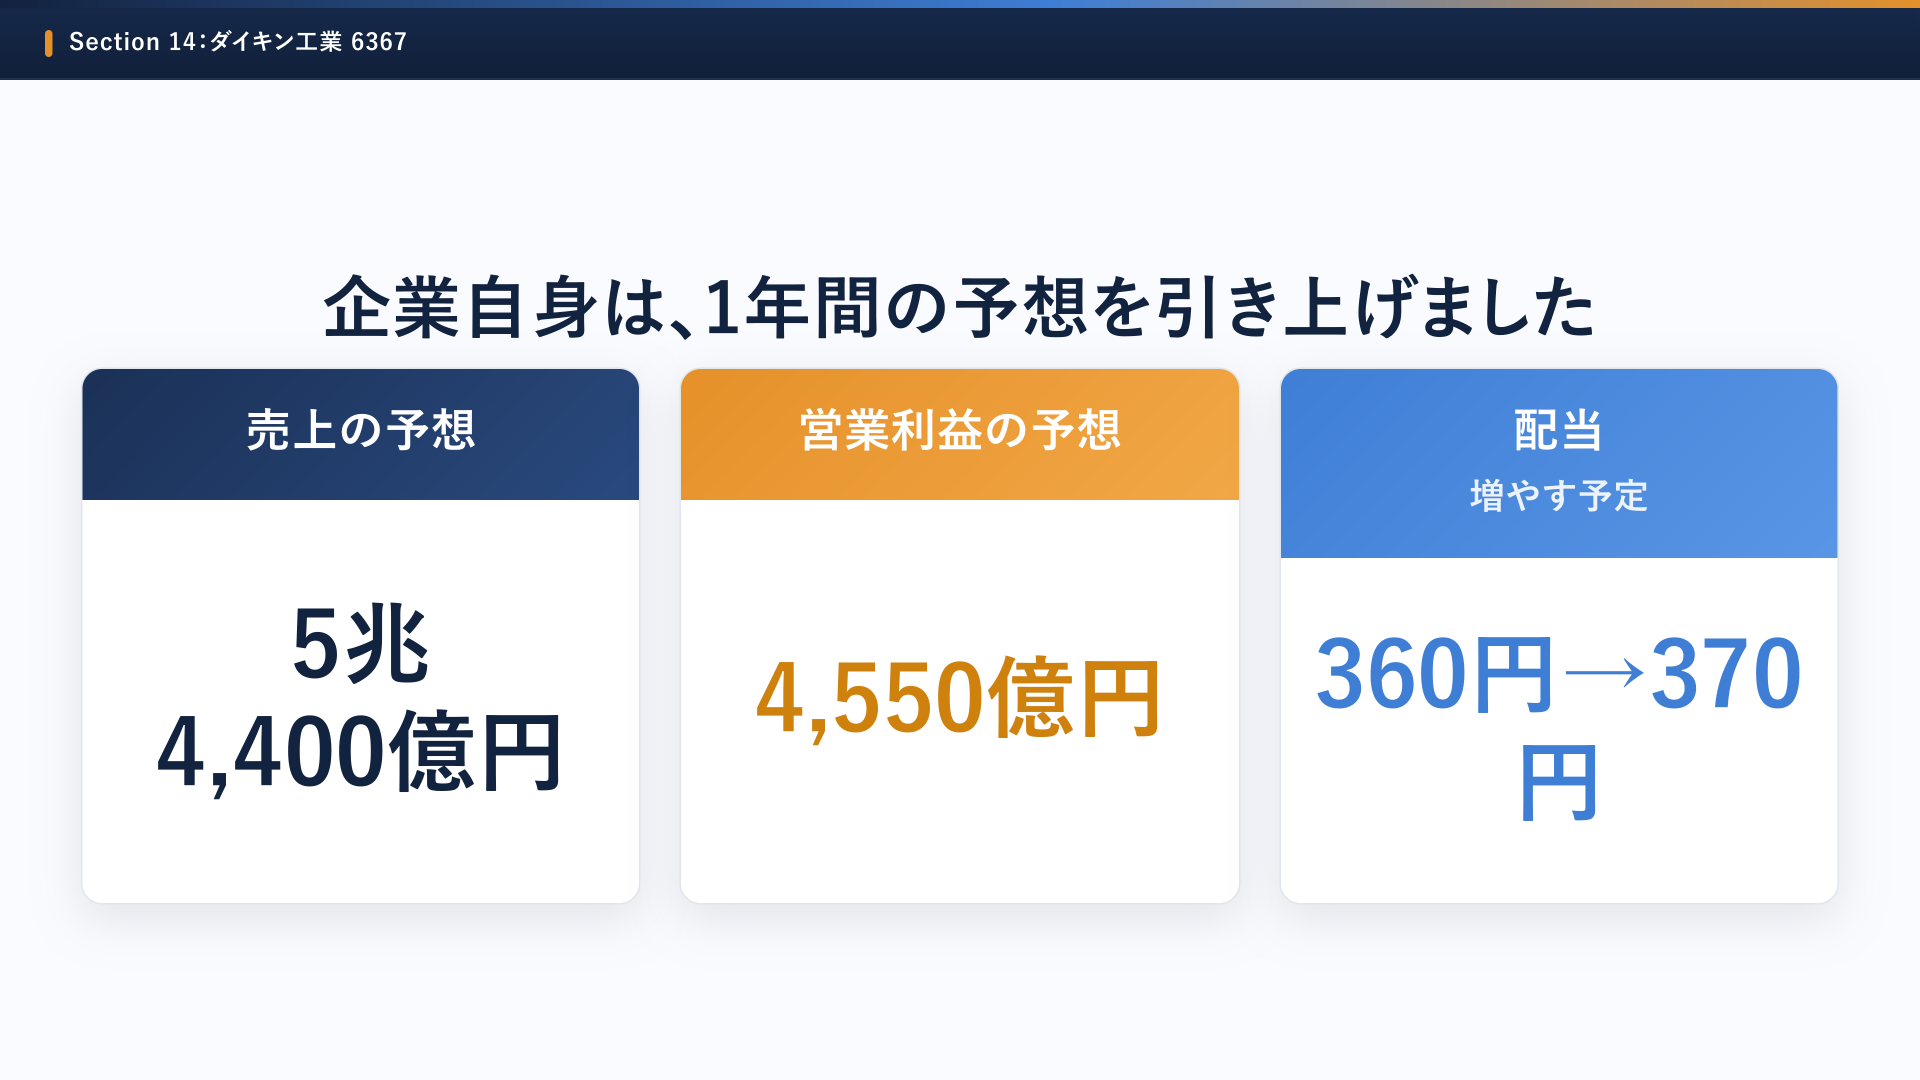 Section 14：ダイキン工業 6367
企業自身は、1年間の予想を引き上げました
売上の予想
5兆
4,400億円
営業利益の予想
4,550億円
配当
増やす予定
360円→370
円